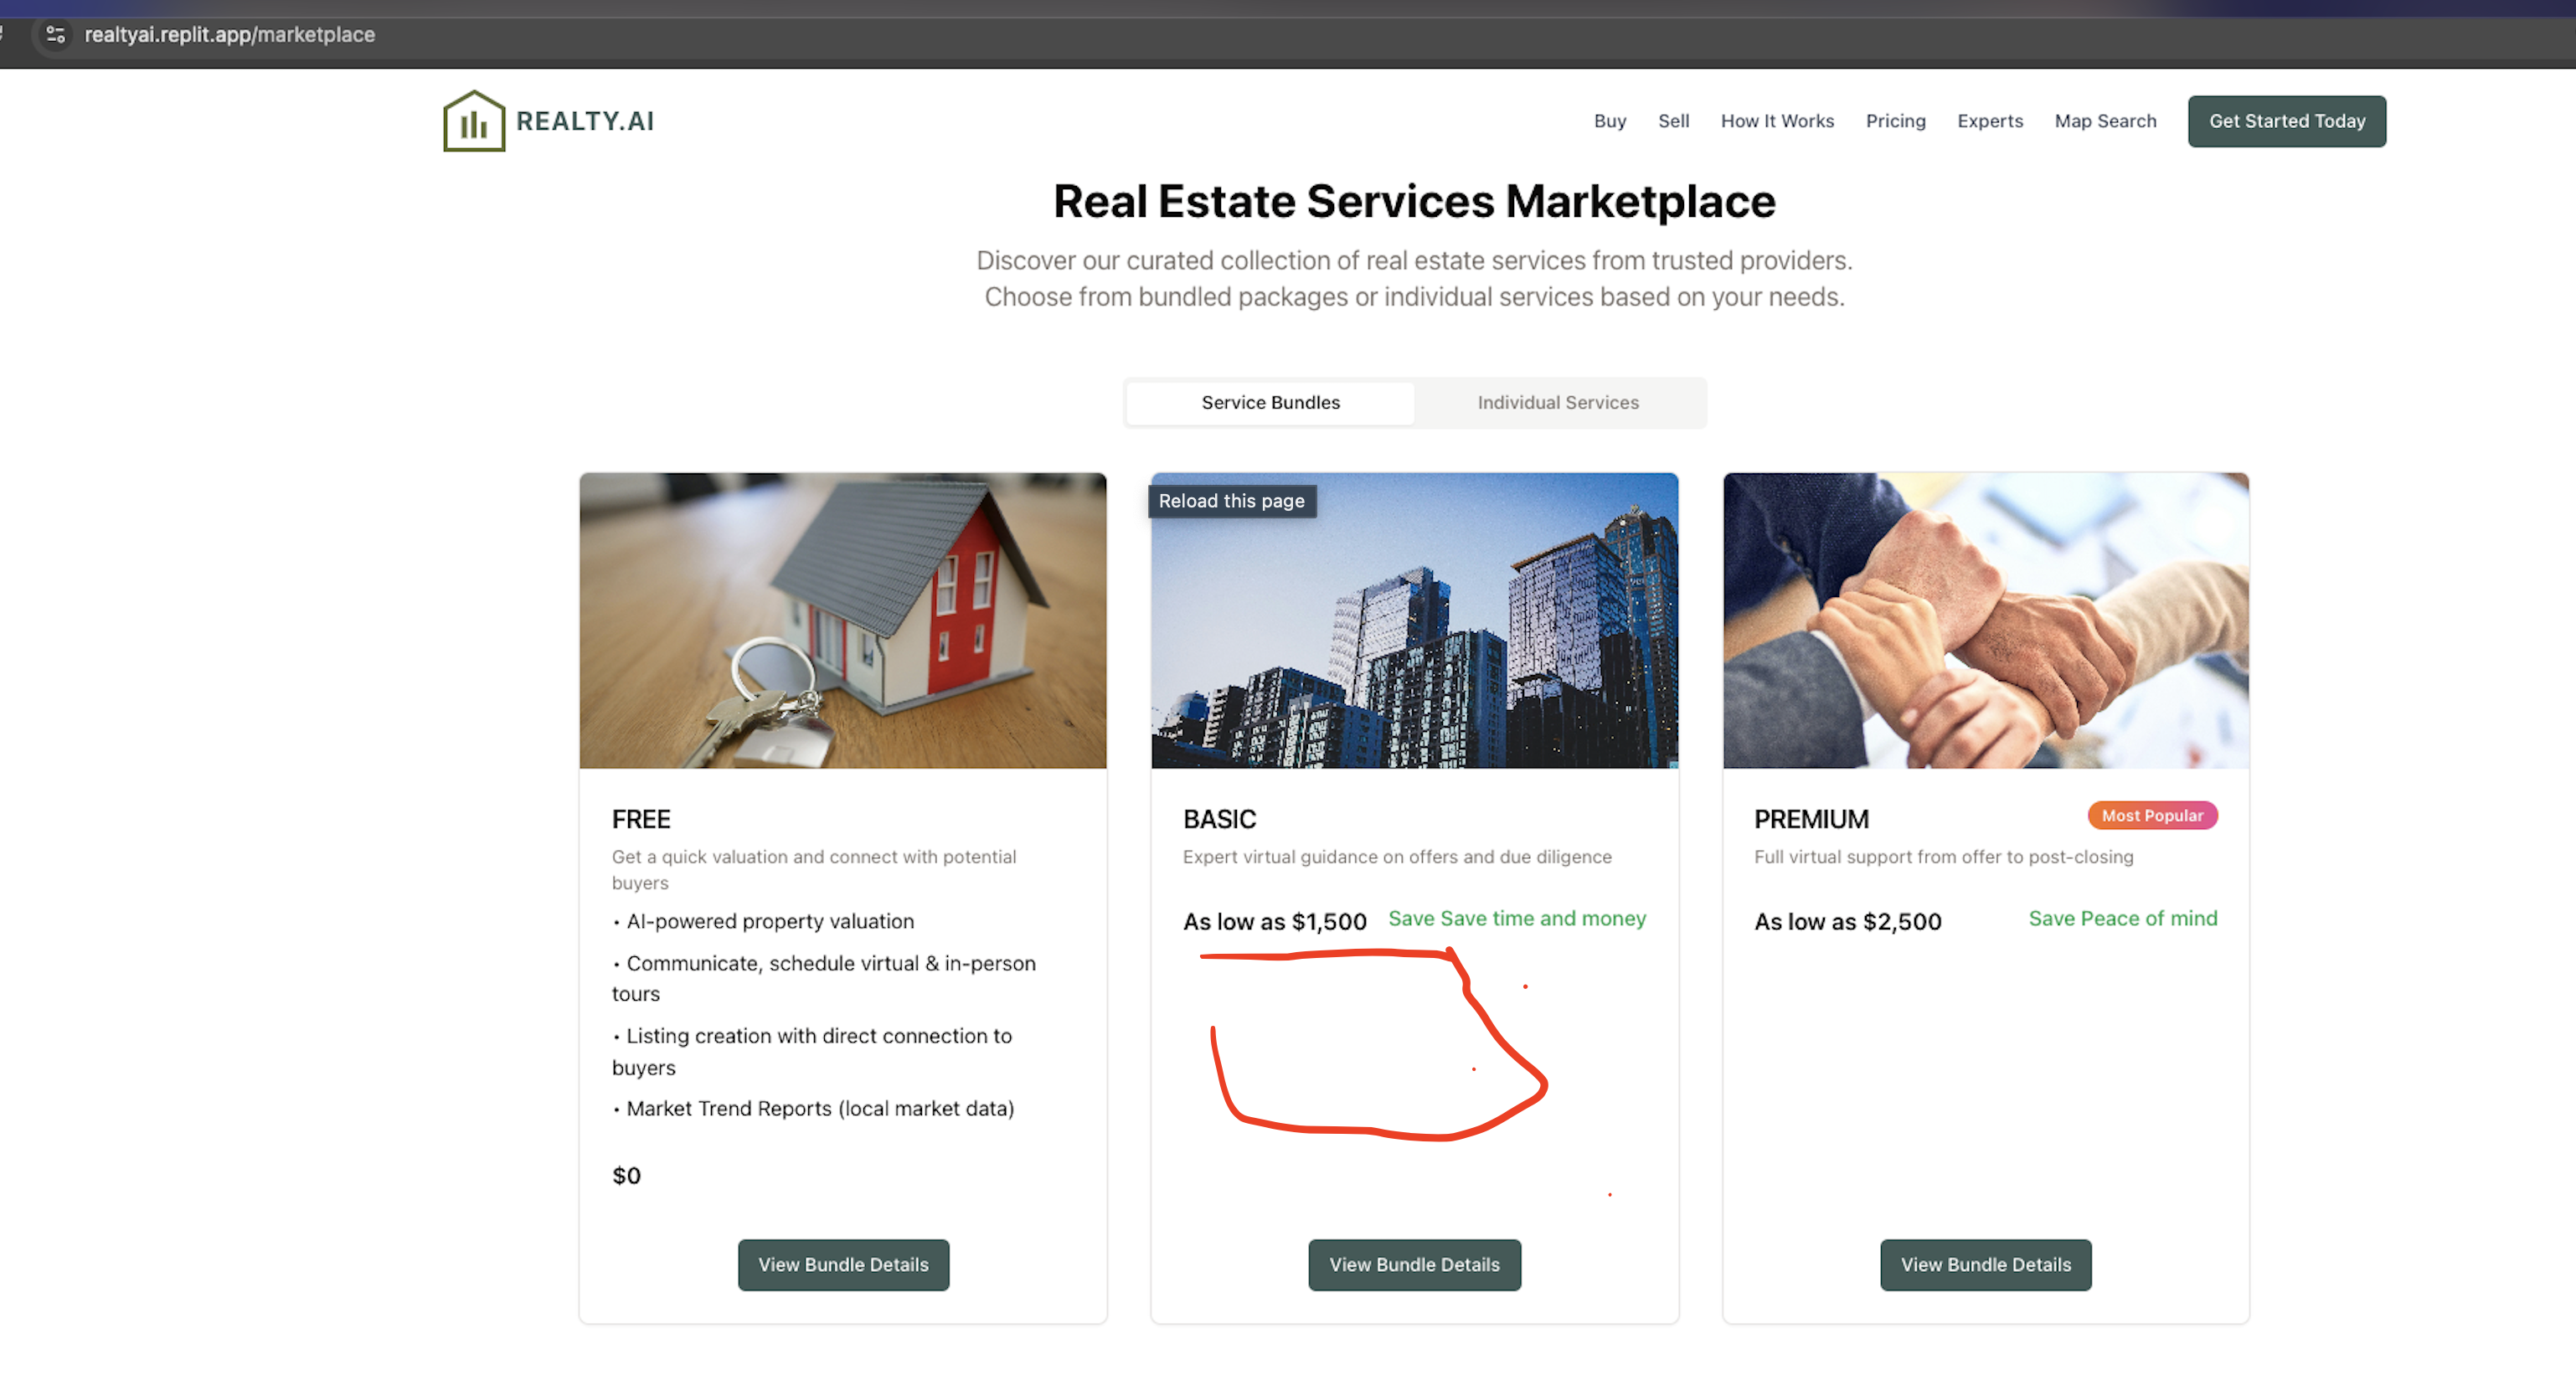 realtyai.replit.app/marketplace
REALTY.AI
Buy Sell How It Works Pricing Experts Map Search Get Started Today
Real Estate Services Marketplace
Discover our curated collection of real estate services from trusted providers.
Choose from bundled packages or individual services based on your needs.
Service Bundles Individual Services
Reload this page
FREE
Get a quick valuation and connect with potential
buyers
• AI-powered property valuation
• Communicate, schedule virtual & in-person
tours
• Listing creation with direct connection to
buyers
• Market Trend Reports (local market data)
$0
View Bundle Details
BASIC
Expert virtual guidance on offers and due diligence
As low as $1,500 Save Save time and money
View Bundle Details
PREMIUM Most Popular
Full virtual support from offer to post-closing
As low as $2,500 Save Peace of mind
View Bundle Details